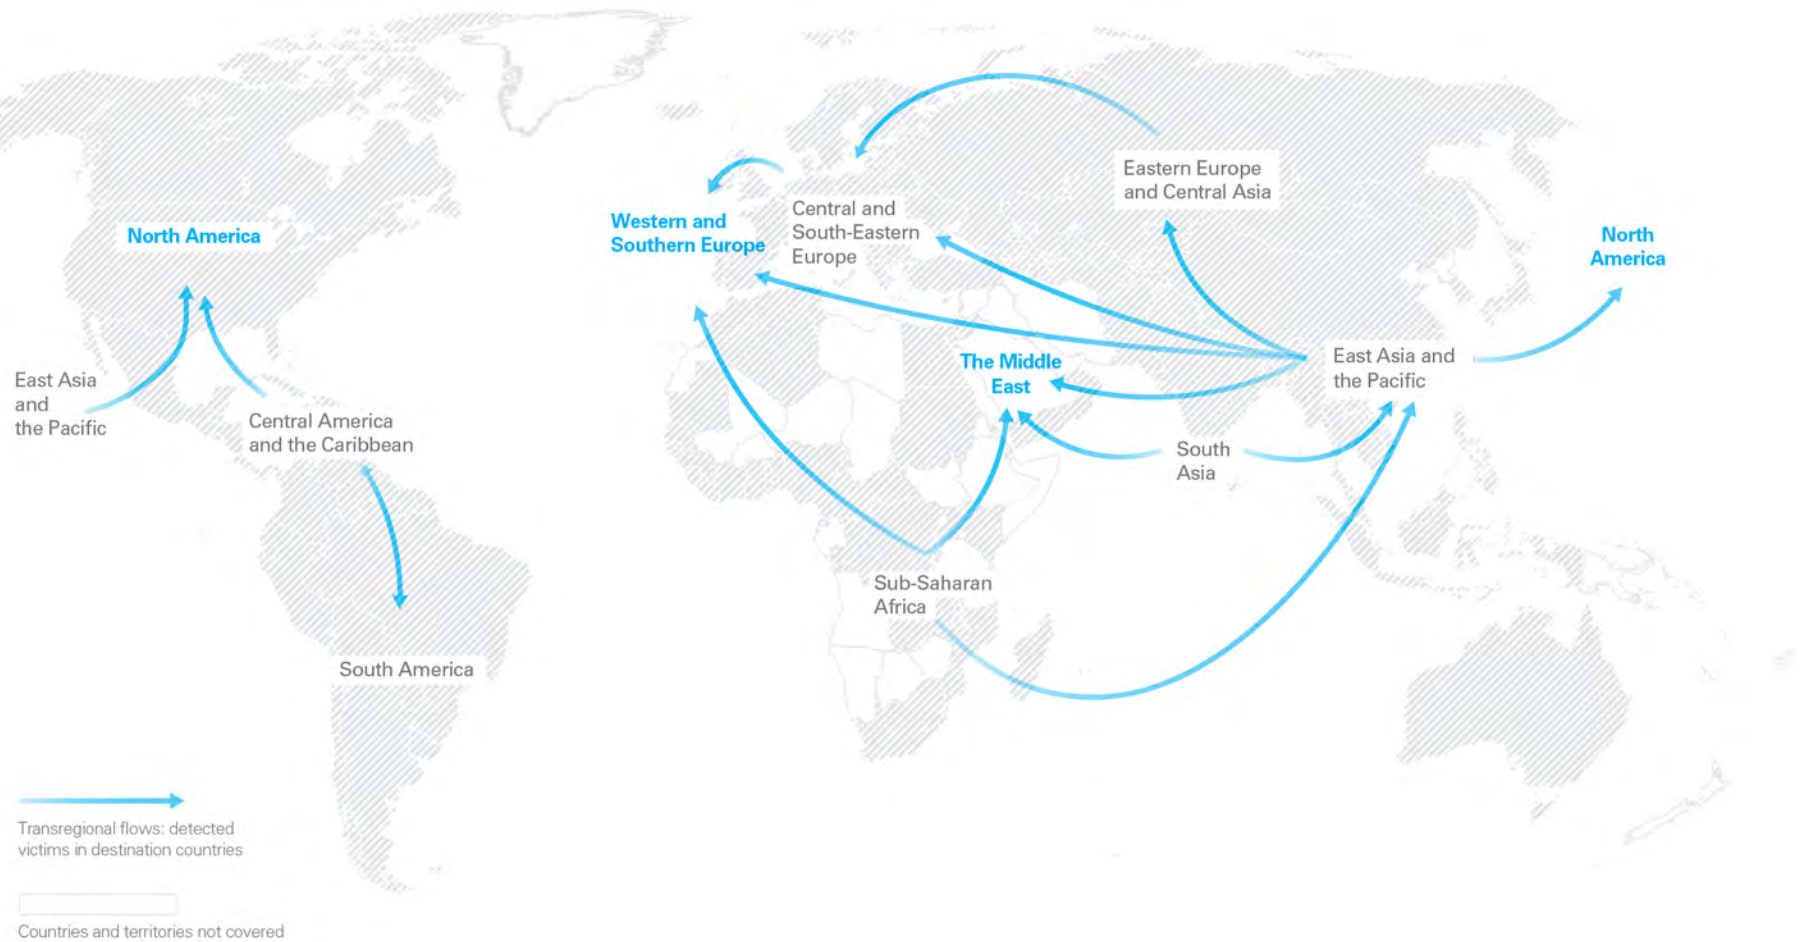 Eastern Europe
and Central Asia
Western and
Southern Europe
Central and
South-Eastern
Europe
North America
North
America
The Middle
East
East Asia and
the Pacific
East Asia
and
the Pacific
Central America
and the Caribbean
South
Asia
Sub-Saharan
Africa
South America
Transregional flows: detected
victims in destination countries
Countries and territories not covered